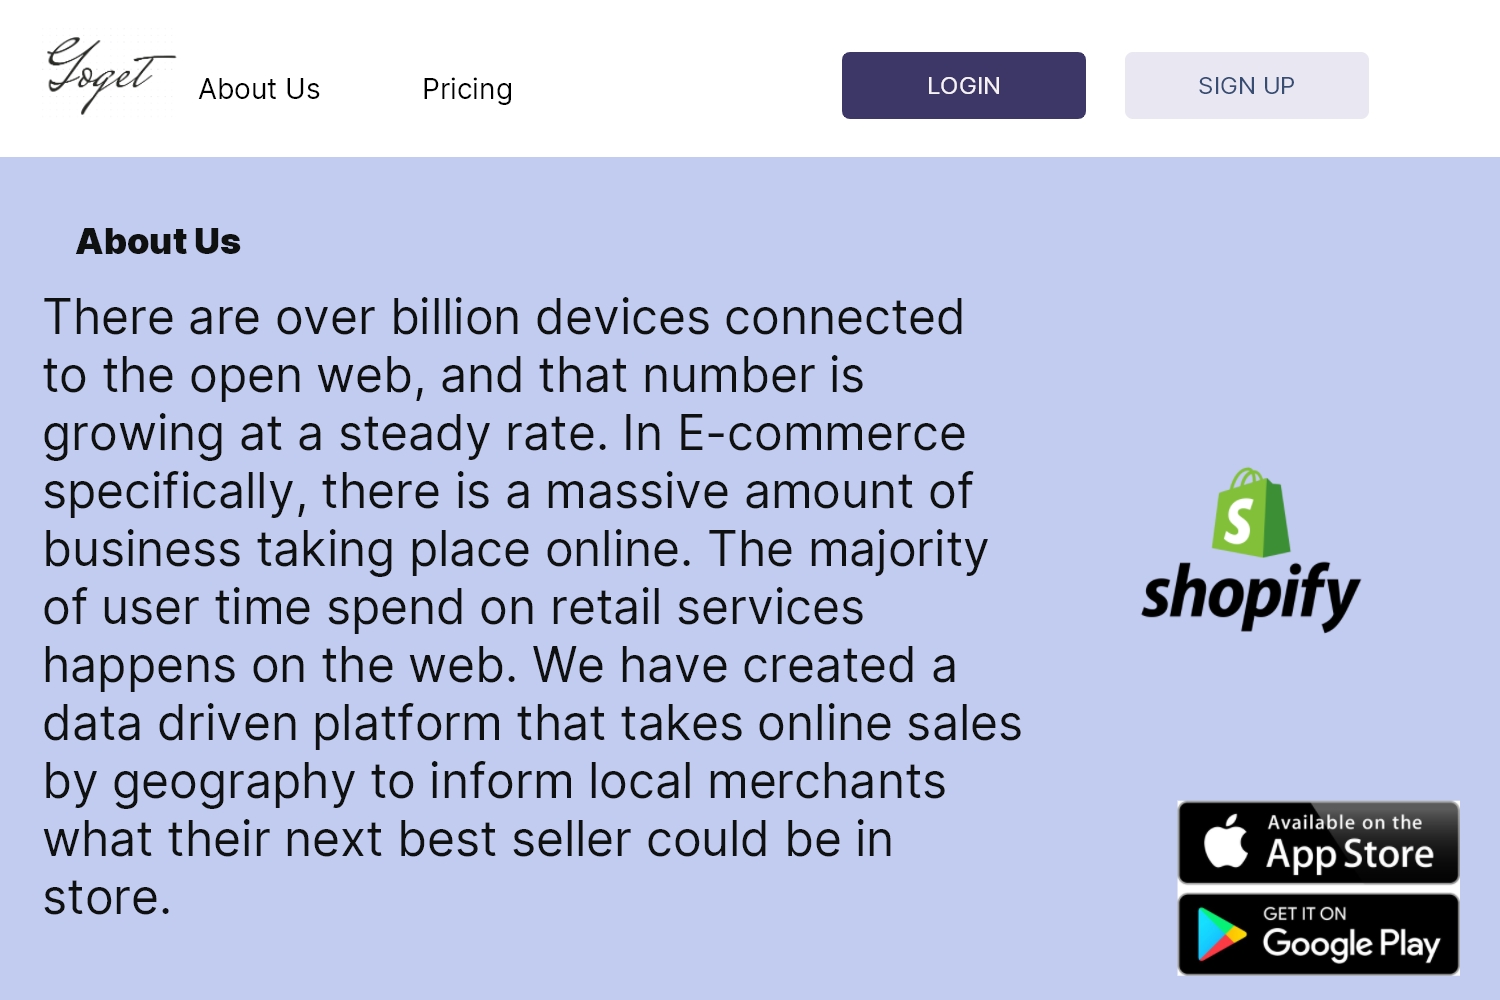 Yoget
About Us
Pricing
LOGIN
SIGN UP
About Us
There are over billion devices connected
to the open web, and that number is
growing at a steady rate. In E-commerce
specifically, there is a massive amount of
business taking place online. The majority
of user time spend on retail services
happens on the web. We have created a
data driven platform that takes online sales
by geography to inform local merchants
what their next best seller could be in
store.
S
shopify
Available on the
App Store
GET IT ON
Google Play